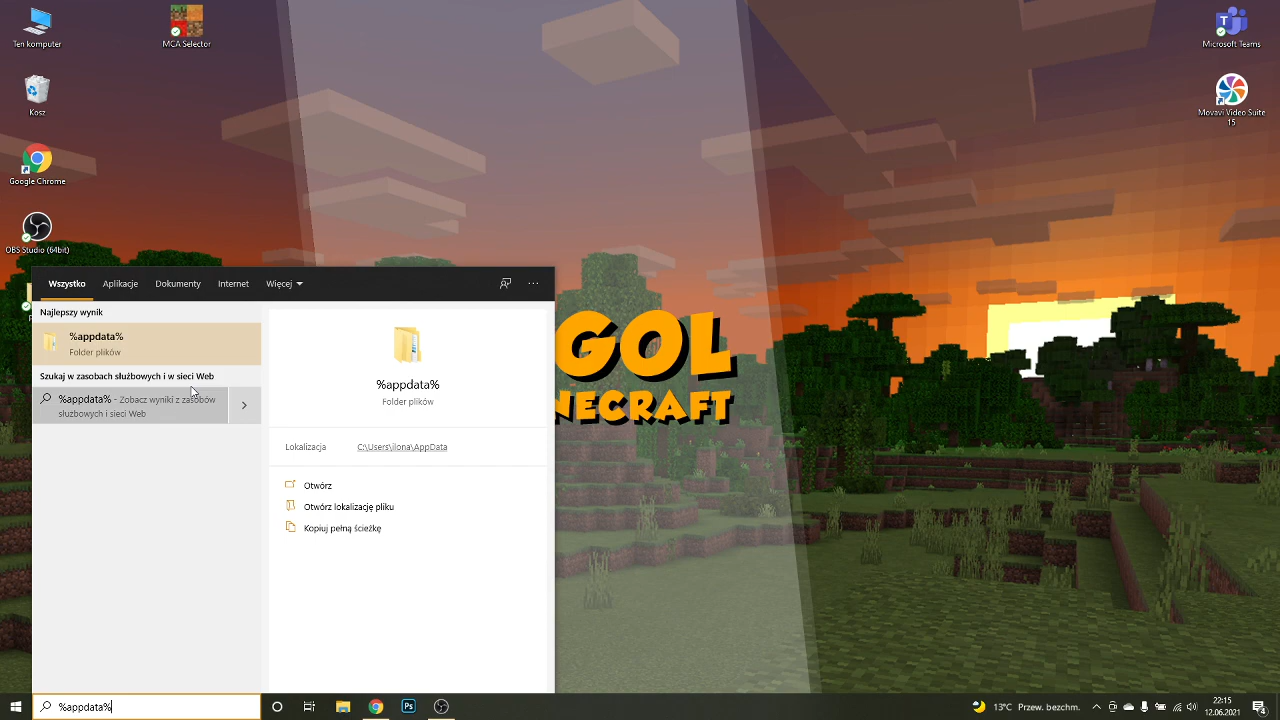 Ten komputer
MCA Selector
Kosz
Google Chrome
OBS Studio (64bit)
Microsoft Teams
Movavi Video Suite
15
GOL
NECRAFT
Wszystko
Aplikacje
Dokumenty
Internet
Więcej
Najlepszy wynik
%appdata%
Folder plików
Szukaj w zasobach służbowych i w sieci Web
%appdata% - Zobacz wyniki z zasobów
służbowych i sieci Web
%appdata%
Folder plików
Lokalizacja C:\Users\ilona\AppData
Otwórz
Otwórz lokalizację pliku
Kopiuj pełną ścieżkę
%appdata%
Ps
13°C Przew. bezchm.
22:15
12.06.2021
4